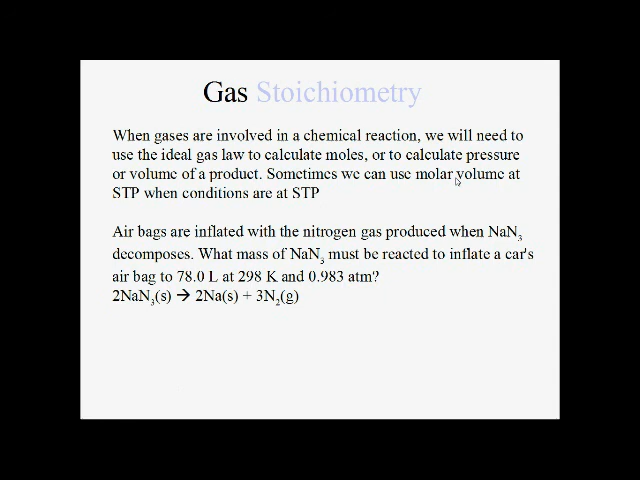 Gas Stoichiometry
When gases are involved in a chemical reaction, we will need to
use the ideal gas law to calculate moles, or to calculate pressure
or volume of a product. Sometimes we can use molar volume at
STP when conditions are at STP
Air bags are inflated with the nitrogen gas produced when NaN₃
decomposes. What mass of NaN₃ must be reacted to inflate a car's
air bag to 78.0 L at 298 K and 0.983 atm?
2NaN₃(s) → 2Na(s) + 3N₂(g)